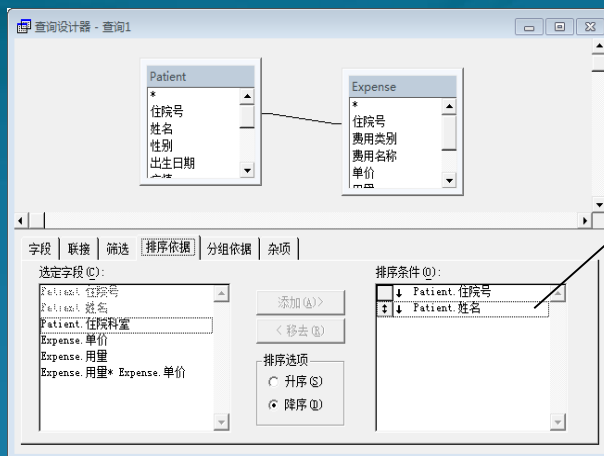 查询设计器 - 查询1
Patient
*
住院号
姓名
性别
出生日期
Expense
*
住院号
费用类别
费用名称
单价
用量
字段 联接 筛选 排序依据 分组依据 杂项
选定字段(C):
Patient.住院号
Patient.姓名
Patient.住院科室
Expense.单价
Expense.用量
Expense.用量* Expense.单价
添加(A)>
< 移去(R)
排序选项
升序(S)
降序(D)
排序条件(O):
↓ Patient.住院号
↕ ↓ Patient.姓名